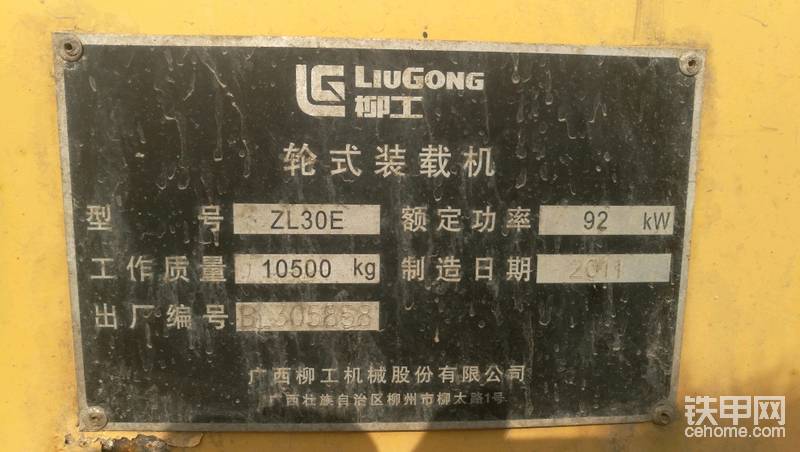 LG LIUGONG
柳工
轮式装载机
型号 ZL30E 额定功率 92 kW
工作质量 10500 kg 制造日期 2011
出厂编号 BL305858
广西柳工机械股份有限公司
广西壮族自治区柳州市柳太路1号
铁甲网
cehome.com